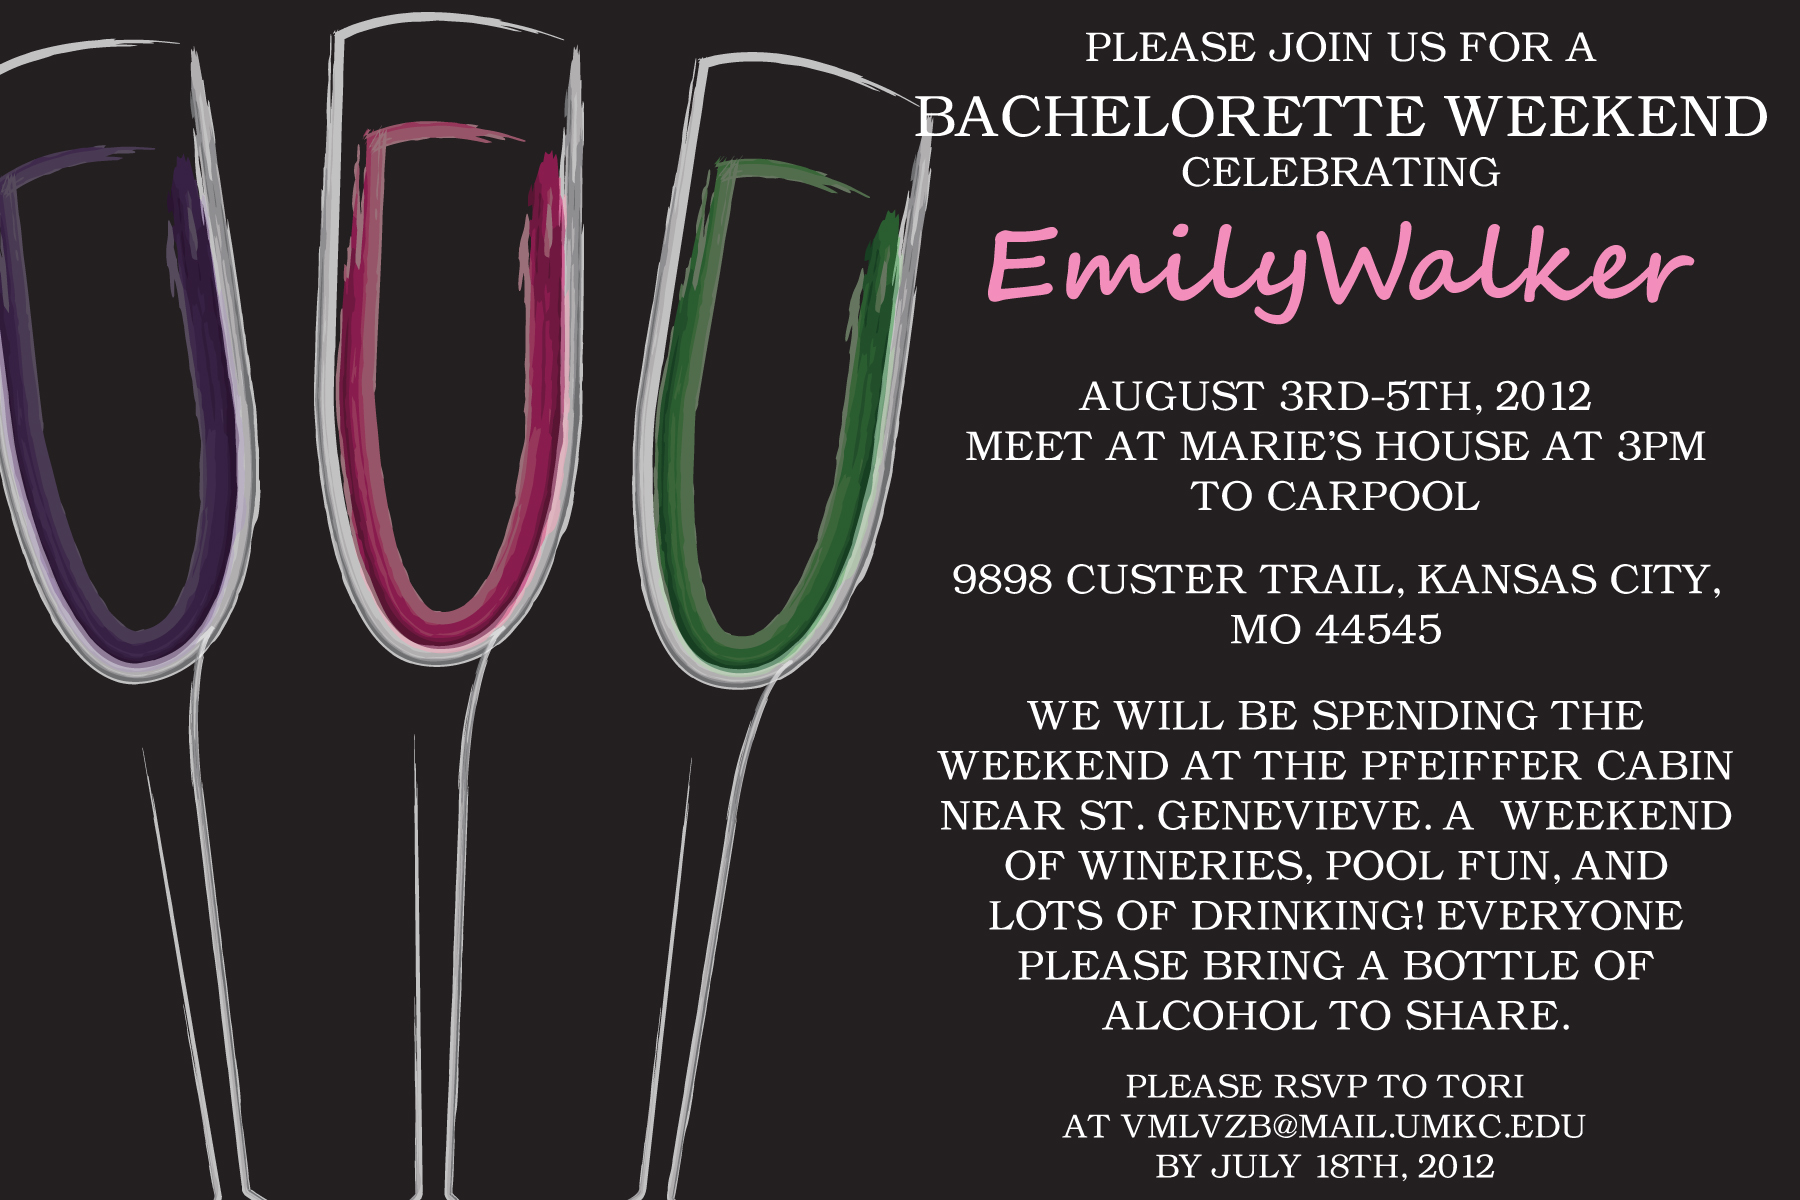 PLEASE JOIN US FOR A
BACHELORETTE WEEKEND
CELEBRATING
EmilyWalker
AUGUST 3RD-5TH, 2012
MEET AT MARIE'S HOUSE AT 3PM
TO CARPOOL
9898 CUSTER TRAIL, KANSAS CITY,
MO 44545
WE WILL BE SPENDING THE
WEEKEND AT THE PFEIFFER CABIN
NEAR ST. GENEVIEVE. A  WEEKEND
OF WINERIES, POOL FUN, AND
LOTS OF DRINKING! EVERYONE
PLEASE BRING A BOTTLE OF
ALCOHOL TO SHARE.
PLEASE RSVP TO TORI
AT VMLVZB@MAIL.UMKC.EDU
BY JULY 18TH, 2012